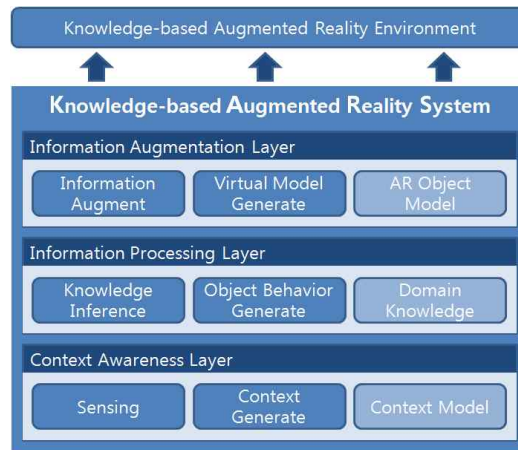 Knowledge-based Augmented Reality Environment
Knowledge-based Augmented Reality System
Information Augmentation Layer
Information
Augment
Virtual Model
Generate
AR Object
Model
Information Processing Layer
Knowledge
Inference
Object Behavior
Generate
Domain
Knowledge
Context Awareness Layer
Sensing
Context
Generate
Context Model